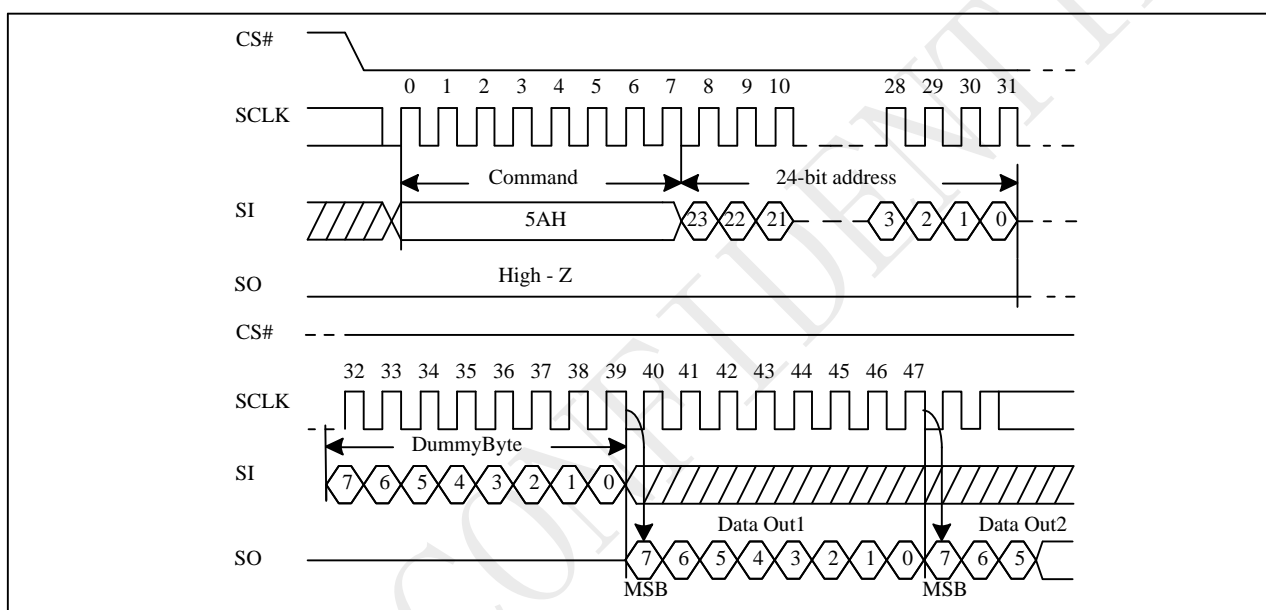 CS#
0 1 2 3 4 5 6 7 8 9 10 28 29 30 31
SCLK
Command 24-bit address
SI 5AH 23 22 21 3 2 1 0
High - Z
SO
CS#
32 33 34 35 36 37 38 39 40 41 42 43 44 45 46 47
SCLK
DummyByte
SI 7 6 5 4 3 2 1 0
Data Out1 Data Out2
SO 7 6 5 4 3 2 1 0 7 6 5
MSB MSB
CONFIDENTI